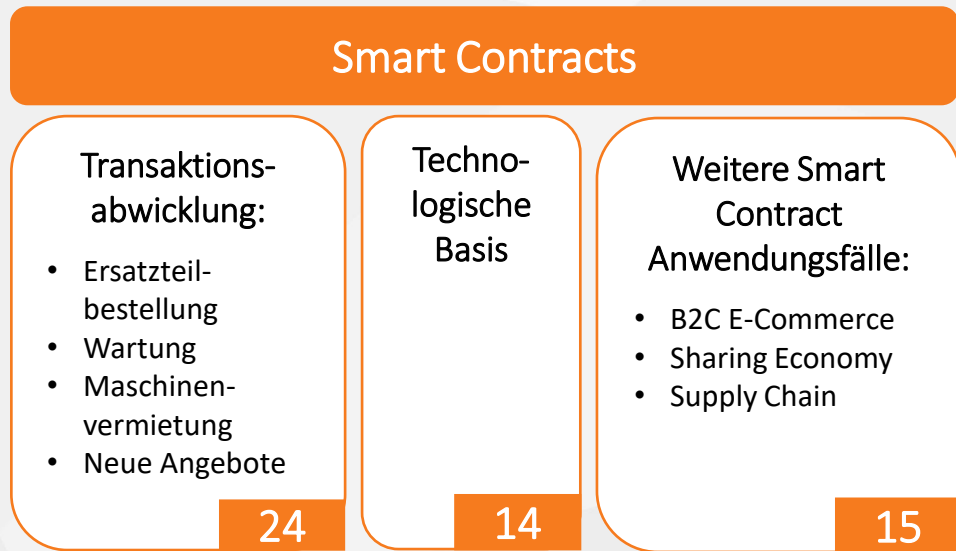 Smart Contracts
Transaktions-
abwicklung:
• Ersatzteil-
bestellung
• Wartung
• Maschinen-
vermietung
• Neue Angebote
24
Techno-
logische
Basis
14
Weitere Smart
Contract
Anwendungsfälle:
• B2C E-Commerce
• Sharing Economy
• Supply Chain
15